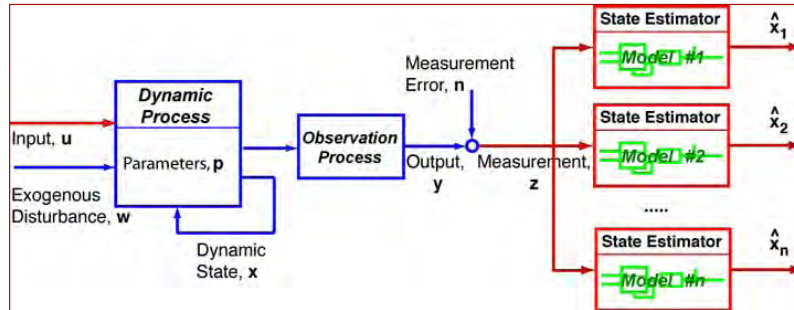 Dynamic
Process
Parameters, p
Input, u
Exogenous
Disturbance, w
Dynamic
State, x
Observation
Process
Measurement
Error, n
Output,
y
Measurement,
z
State Estimator
Model #1
x̂1
State Estimator
Model #2
x̂2
.....
State Estimator
Model #n
x̂n